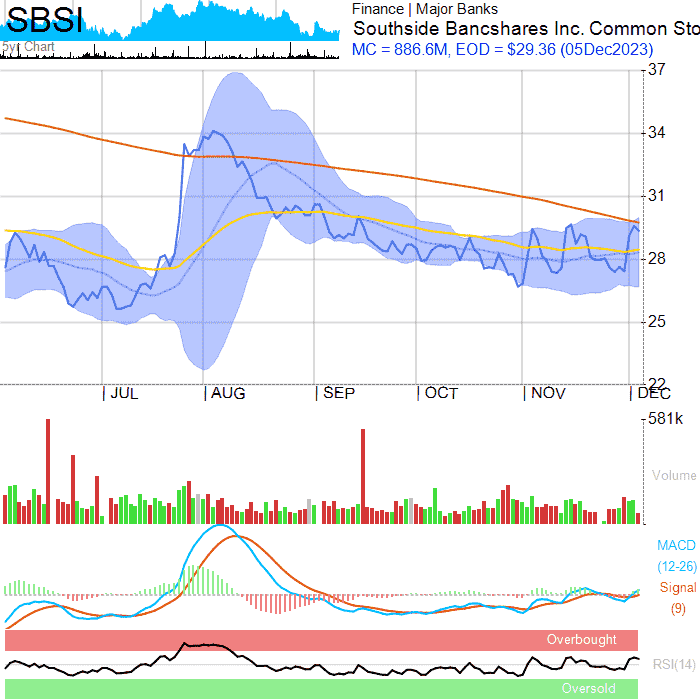 SBSI
5yr Chart
Finance | Major Banks
Southside Bancshares Inc. Common Sto
MC = 886.6M, EOD = $29.36 (05Dec2023)
37
34
31
28
25
22
| JUL | AUG | SEP | OCT | NOV | DEC
581k
Volume
MACD
(12-26)
Signal
(9)
Overbought
RSI(14)
Oversold